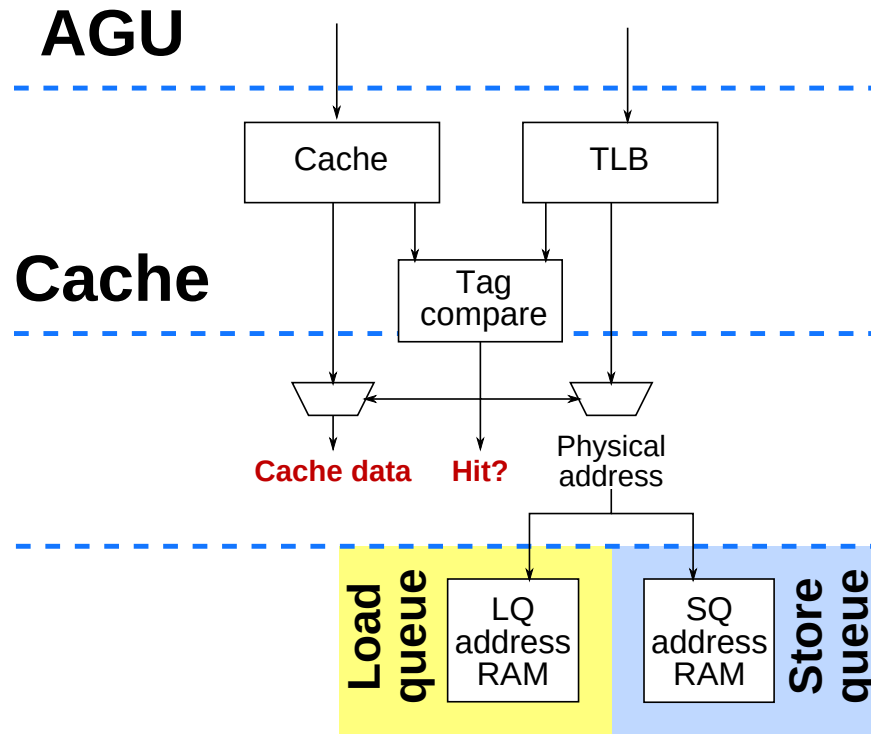 AGU
Cache
TLB
Cache
Tag
compare
Cache data
Hit?
Physical
address
Load
queue
LQ
address
RAM
SQ
address
RAM
Store
queue